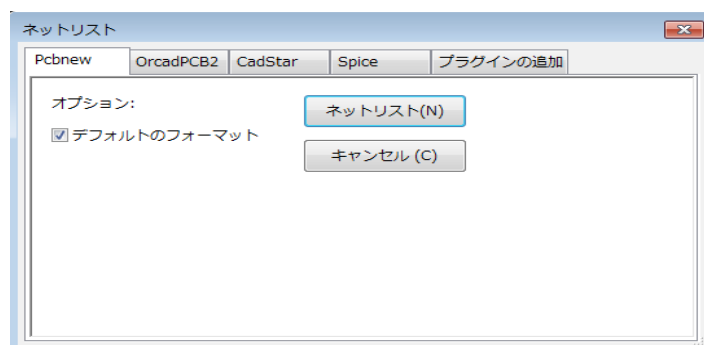 ネットリスト
Pcbnew OrcadPCB2 CadStar Spice プラグインの追加
オプション: ネットリスト(N)
デフォルトのフォーマット
キャンセル (C)